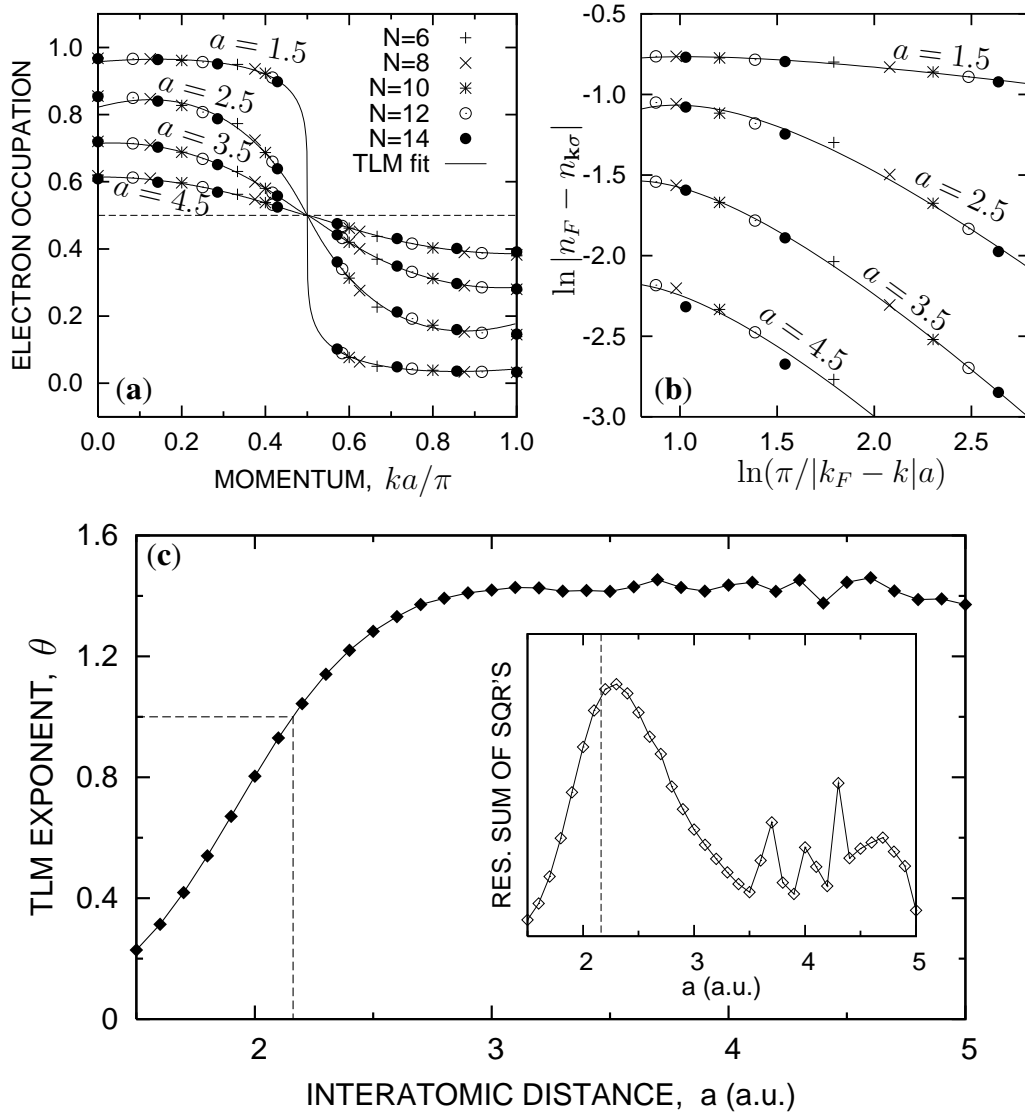 ELECTRON OCCUPATION
1.0
0.8
0.6
0.4
0.2
0.0
a = 1.5
a = 2.5
a = 3.5
a = 4.5
N=6
N=8
N=10
N=12
N=14
TLM fit
(a)
0.0 0.2 0.4 0.6 0.8 1.0
MOMENTUM, ka/π
ln |n_F − n_{kσ}|
-0.5
-1.0
-1.5
-2.0
-2.5
-3.0
a = 1.5
a = 2.5
a = 3.5
a = 4.5
(b)
1.0 1.5 2.0 2.5
ln(π/|k_F − k|a)
(c)
TLM EXPONENT, θ
1.6
1.2
0.8
0.4
0
2 3 4 5
INTERATOMIC DISTANCE, a (a.u.)
RES. SUM OF SQR'S
2 3 4 5
a (a.u.)